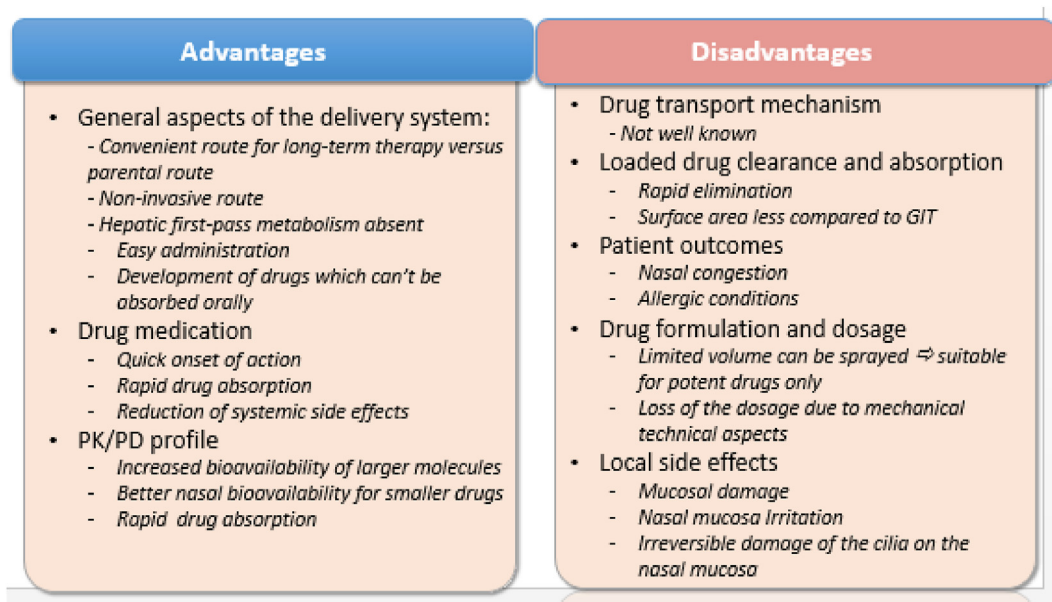 Advantages
• General aspects of the delivery system:
- Convenient route for long-term therapy versus
parental route
- Non-invasive route
- Hepatic first-pass metabolism absent
- Easy administration
- Development of drugs which can't be
absorbed orally
• Drug medication
- Quick onset of action
- Rapid drug absorption
- Reduction of systemic side effects
• PK/PD profile
- Increased bioavailability of larger molecules
- Better nasal bioavailability for smaller drugs
- Rapid drug absorption
Disadvantages
• Drug transport mechanism
- Not well known
• Loaded drug clearance and absorption
- Rapid elimination
- Surface area less compared to GIT
• Patient outcomes
- Nasal congestion
- Allergic conditions
• Drug formulation and dosage
- Limited volume can be sprayed ⇨ suitable
for potent drugs only
- Loss of the dosage due to mechanical
technical aspects
• Local side effects
- Mucosal damage
- Nasal mucosa Irritation
- Irreversible damage of the cilia on the
nasal mucosa